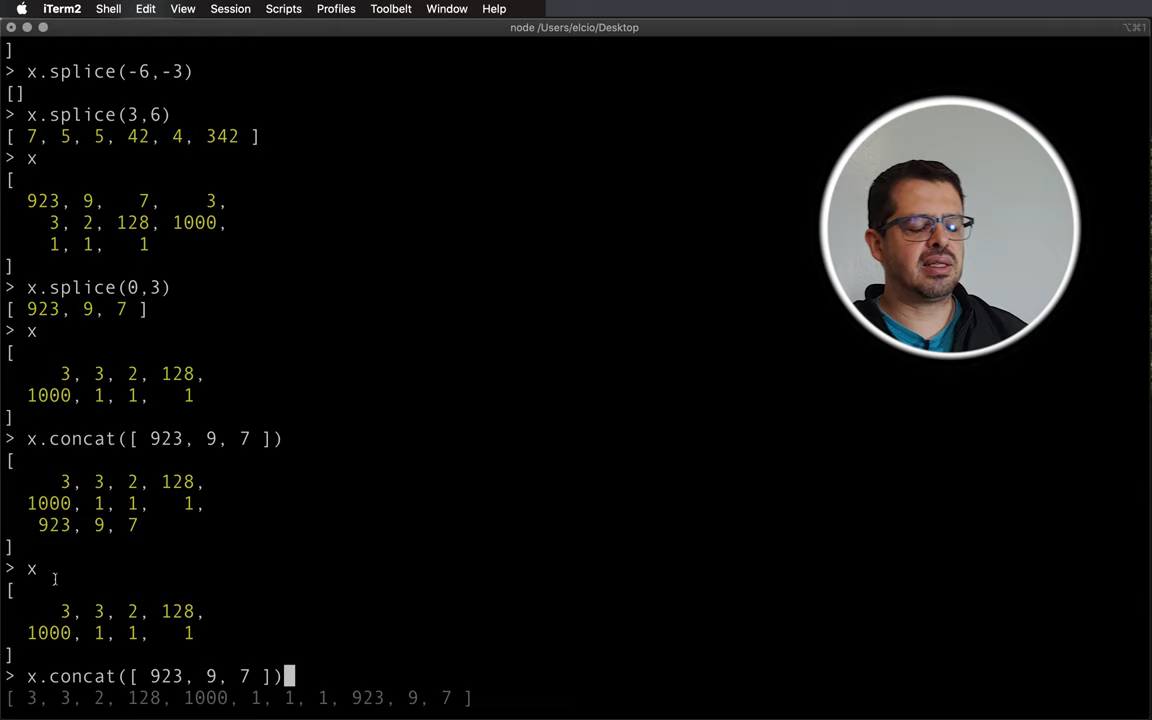 iTerm2 Shell Edit View Session Scripts Profiles Toolbelt Window Help
node /Users/elcio/Desktop ⌥⌘1
]
> x.splice(-6,-3)
[]
> x.splice(3,6)
[ 7, 5, 5, 42, 4, 342 ]
> x
[
923, 9, 7, 3,
3, 2, 128, 1000,
1, 1, 1
]
> x.splice(0,3)
[ 923, 9, 7 ]
> x
[
3, 3, 2, 128,
1000, 1, 1, 1
]
> x.concat([ 923, 9, 7 ])
[
3, 3, 2, 128,
1000, 1, 1, 1,
923, 9, 7
]
> x
[
3, 3, 2, 128,
1000, 1, 1, 1
]
> x.concat([ 923, 9, 7 ])
[ 3, 3, 2, 128, 1000, 1, 1, 1, 923, 9, 7 ]